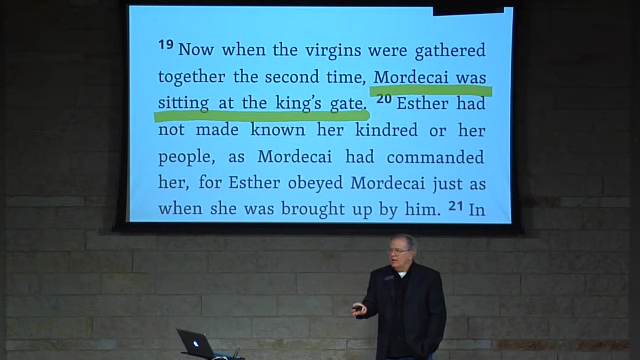 19 Now when the virgins were gathered
together the second time, Mordecai was
sitting at the king's gate. 20 Esther had
not made known her kindred or her
people, as Mordecai had commanded
her, for Esther obeyed Mordecai just as
when she was brought up by him. 21 In